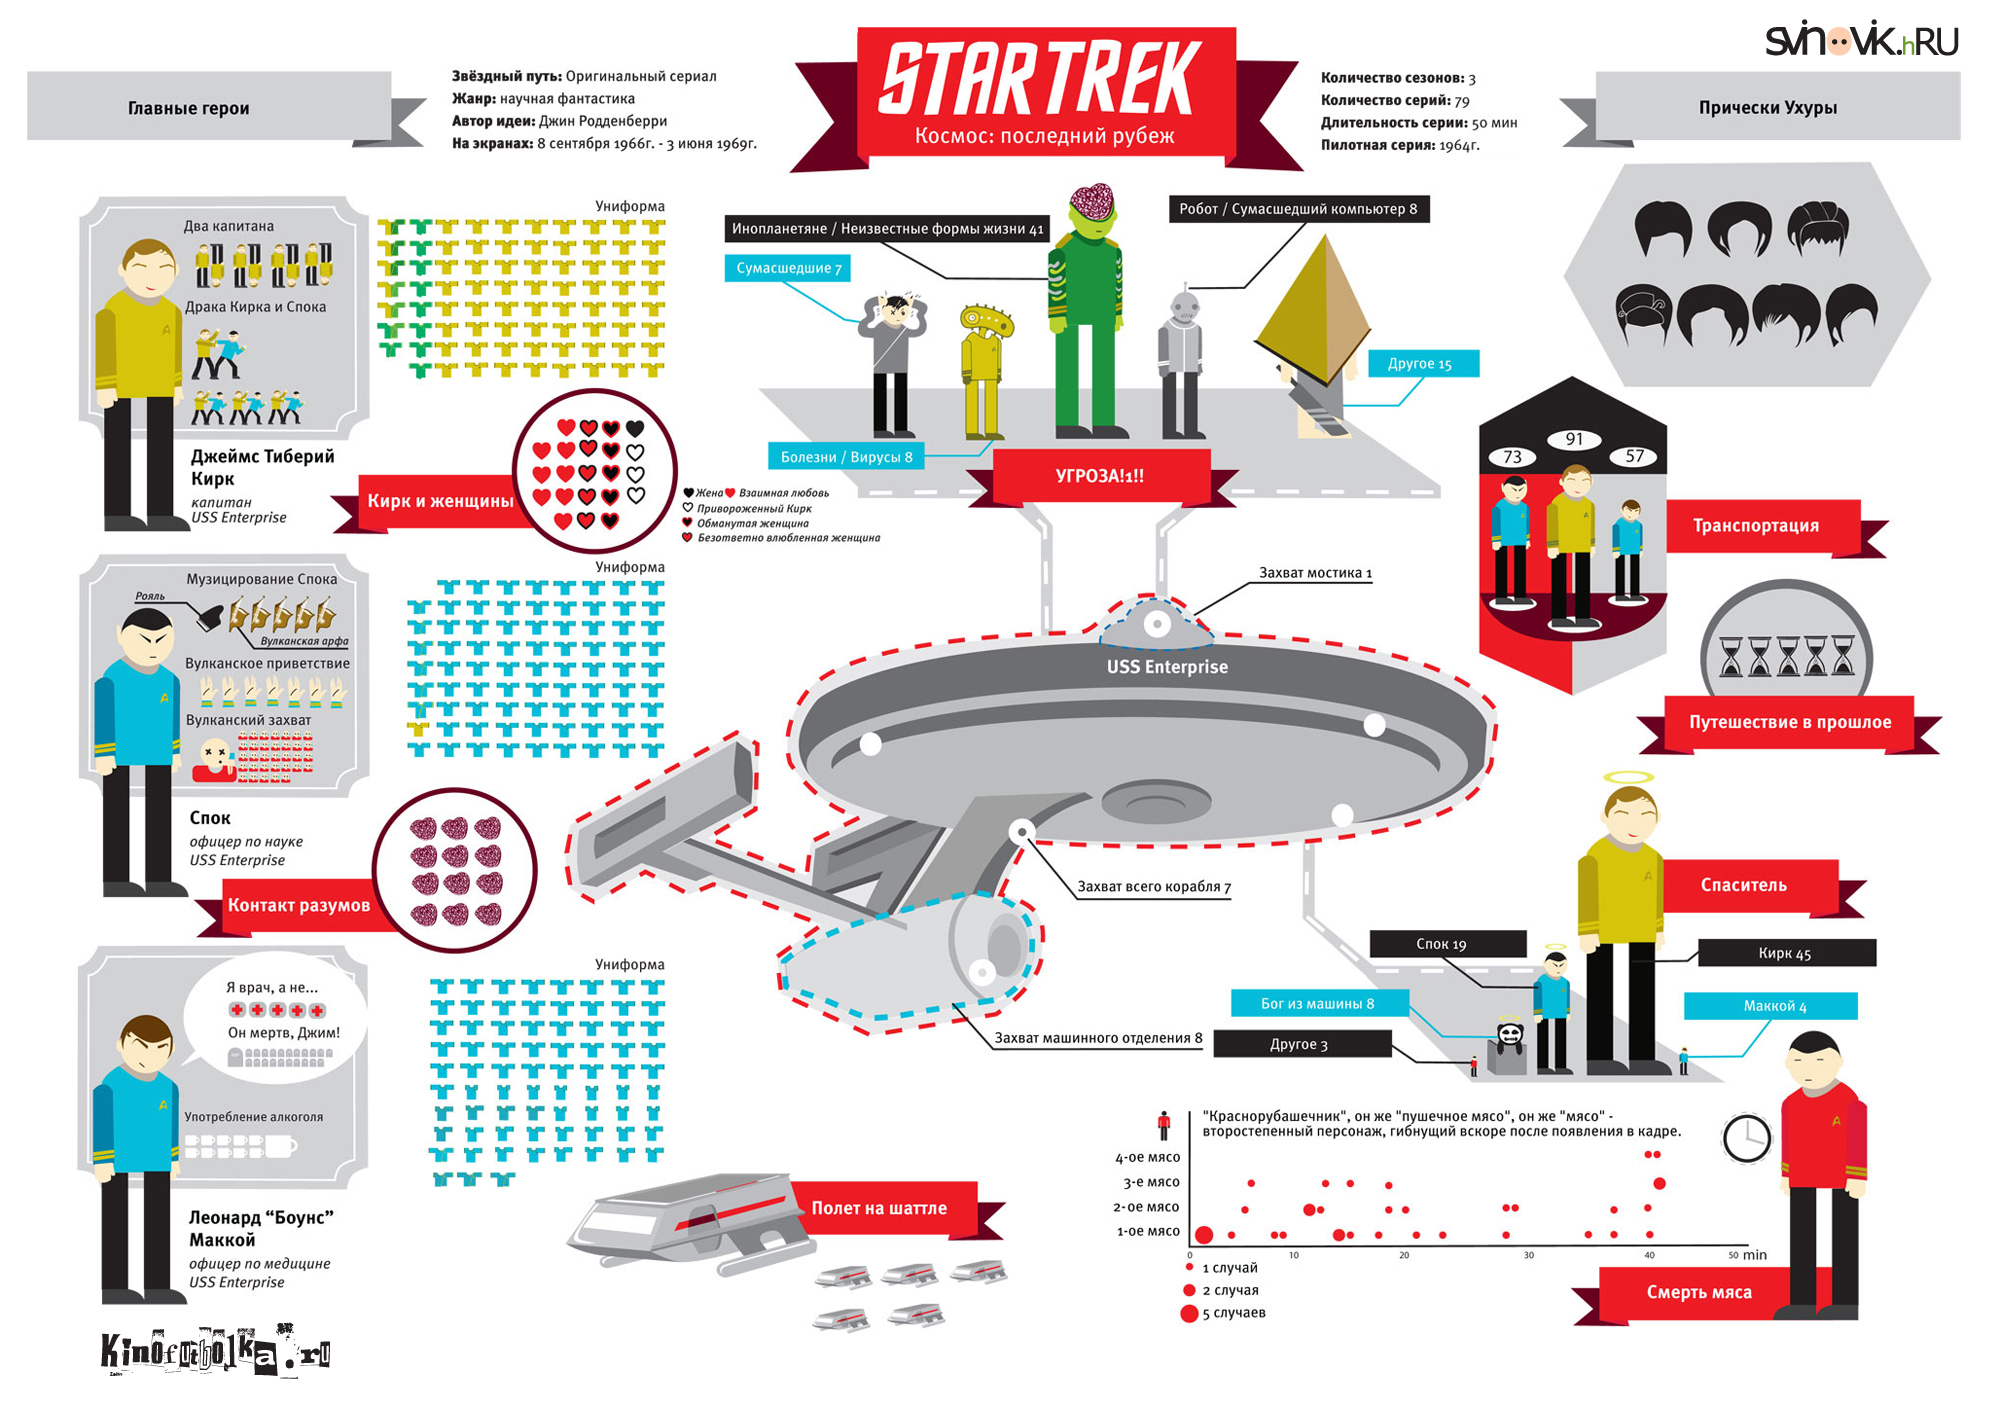 SVINOVIK.hRU
STAR TREK
Космос: последний рубеж
Главные герои
Звёздный путь: Оригинальный сериал
Жанр: научная фантастика
Автор идеи: Джин Родденберри
На экранах: 8 сентября 1966г. - 3 июня 1969г.
Количество сезонов: 3
Количество серий: 79
Длительность серии: 50 мин
Пилотная серия: 1964г.
Прически Ухуры
Два капитана
Драка Кирка и Спока
Униформа
Джеймс Тиберий
Кирк
капитан
USS Enterprise
Кирк и женщины
Жена Взаимная любовь
Привороженный Кирк
Обманутая женщина
Безответно влюбленная женщина
Инопланетяне / Неизвестные формы жизни 41
Сумасшедшие 7
Робот / Сумасшедший компьютер 8
Другое 15
Болезни / Вирусы 8
УГРОЗА!1!!
73
91
57
Транспортация
Путешествие в прошлое
Музицирование Спока
Рояль
Вулканская арфа
Вулканское приветствие
Вулканский захват
Униформа
Спок
офицер по науке
USS Enterprise
Контакт разумов
Захват мостика 1
USS Enterprise
Захват всего корабля 7
Захват машинного отделения 8
Спаситель
Спок 19
Кирк 45
Бог из машины 8
Маккой 4
Другое 3
Я врач, а не...
Он мертв, Джим!
Употребление алкоголя
Униформа
Леонард “Боунс”
Маккой
офицер по медицине
USS Enterprise
Полет на шаттле
"Краснорубашечник", он же "пушечное мясо", он же "мясо" -
второстепенный персонаж, гибнущий вскоре после появления в кадре.
4-ое мясо
3-е мясо
2-ое мясо
1-ое мясо
0 10 20 30 40 50 min
1 случай
2 случая
5 случаев
Смерть мяса
Kinofutbolka.ru